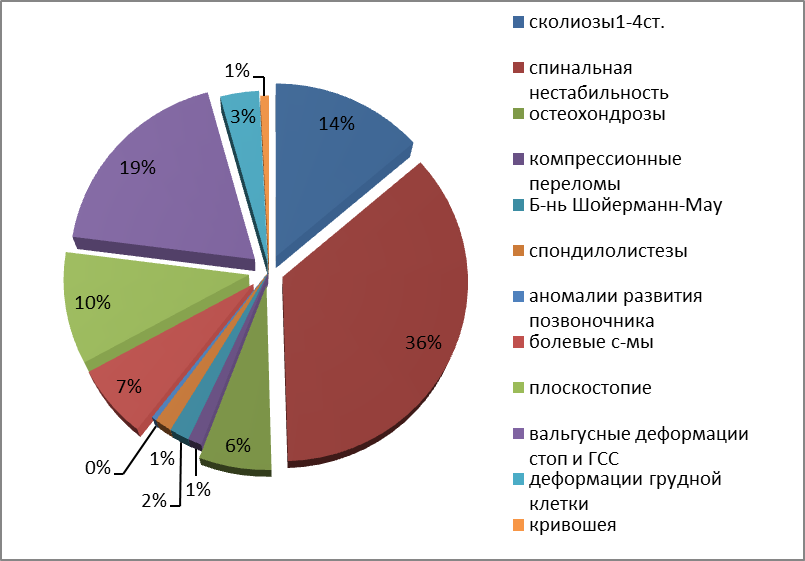 сколиозы1-4ст.
спинальная
нестабильность
остеохондрозы
компрессионные
переломы
Б-нь Шойерманн-Мау
спондилолистезы
аномалии развития
позвоночника
болевые с-мы
плоскостопие
вальгусные деформации
стоп и ГСС
деформации грудной
клетки
кривошея
1%
3%
14%
19%
10%
36%
7%
6%
0%
1%
2%
1%